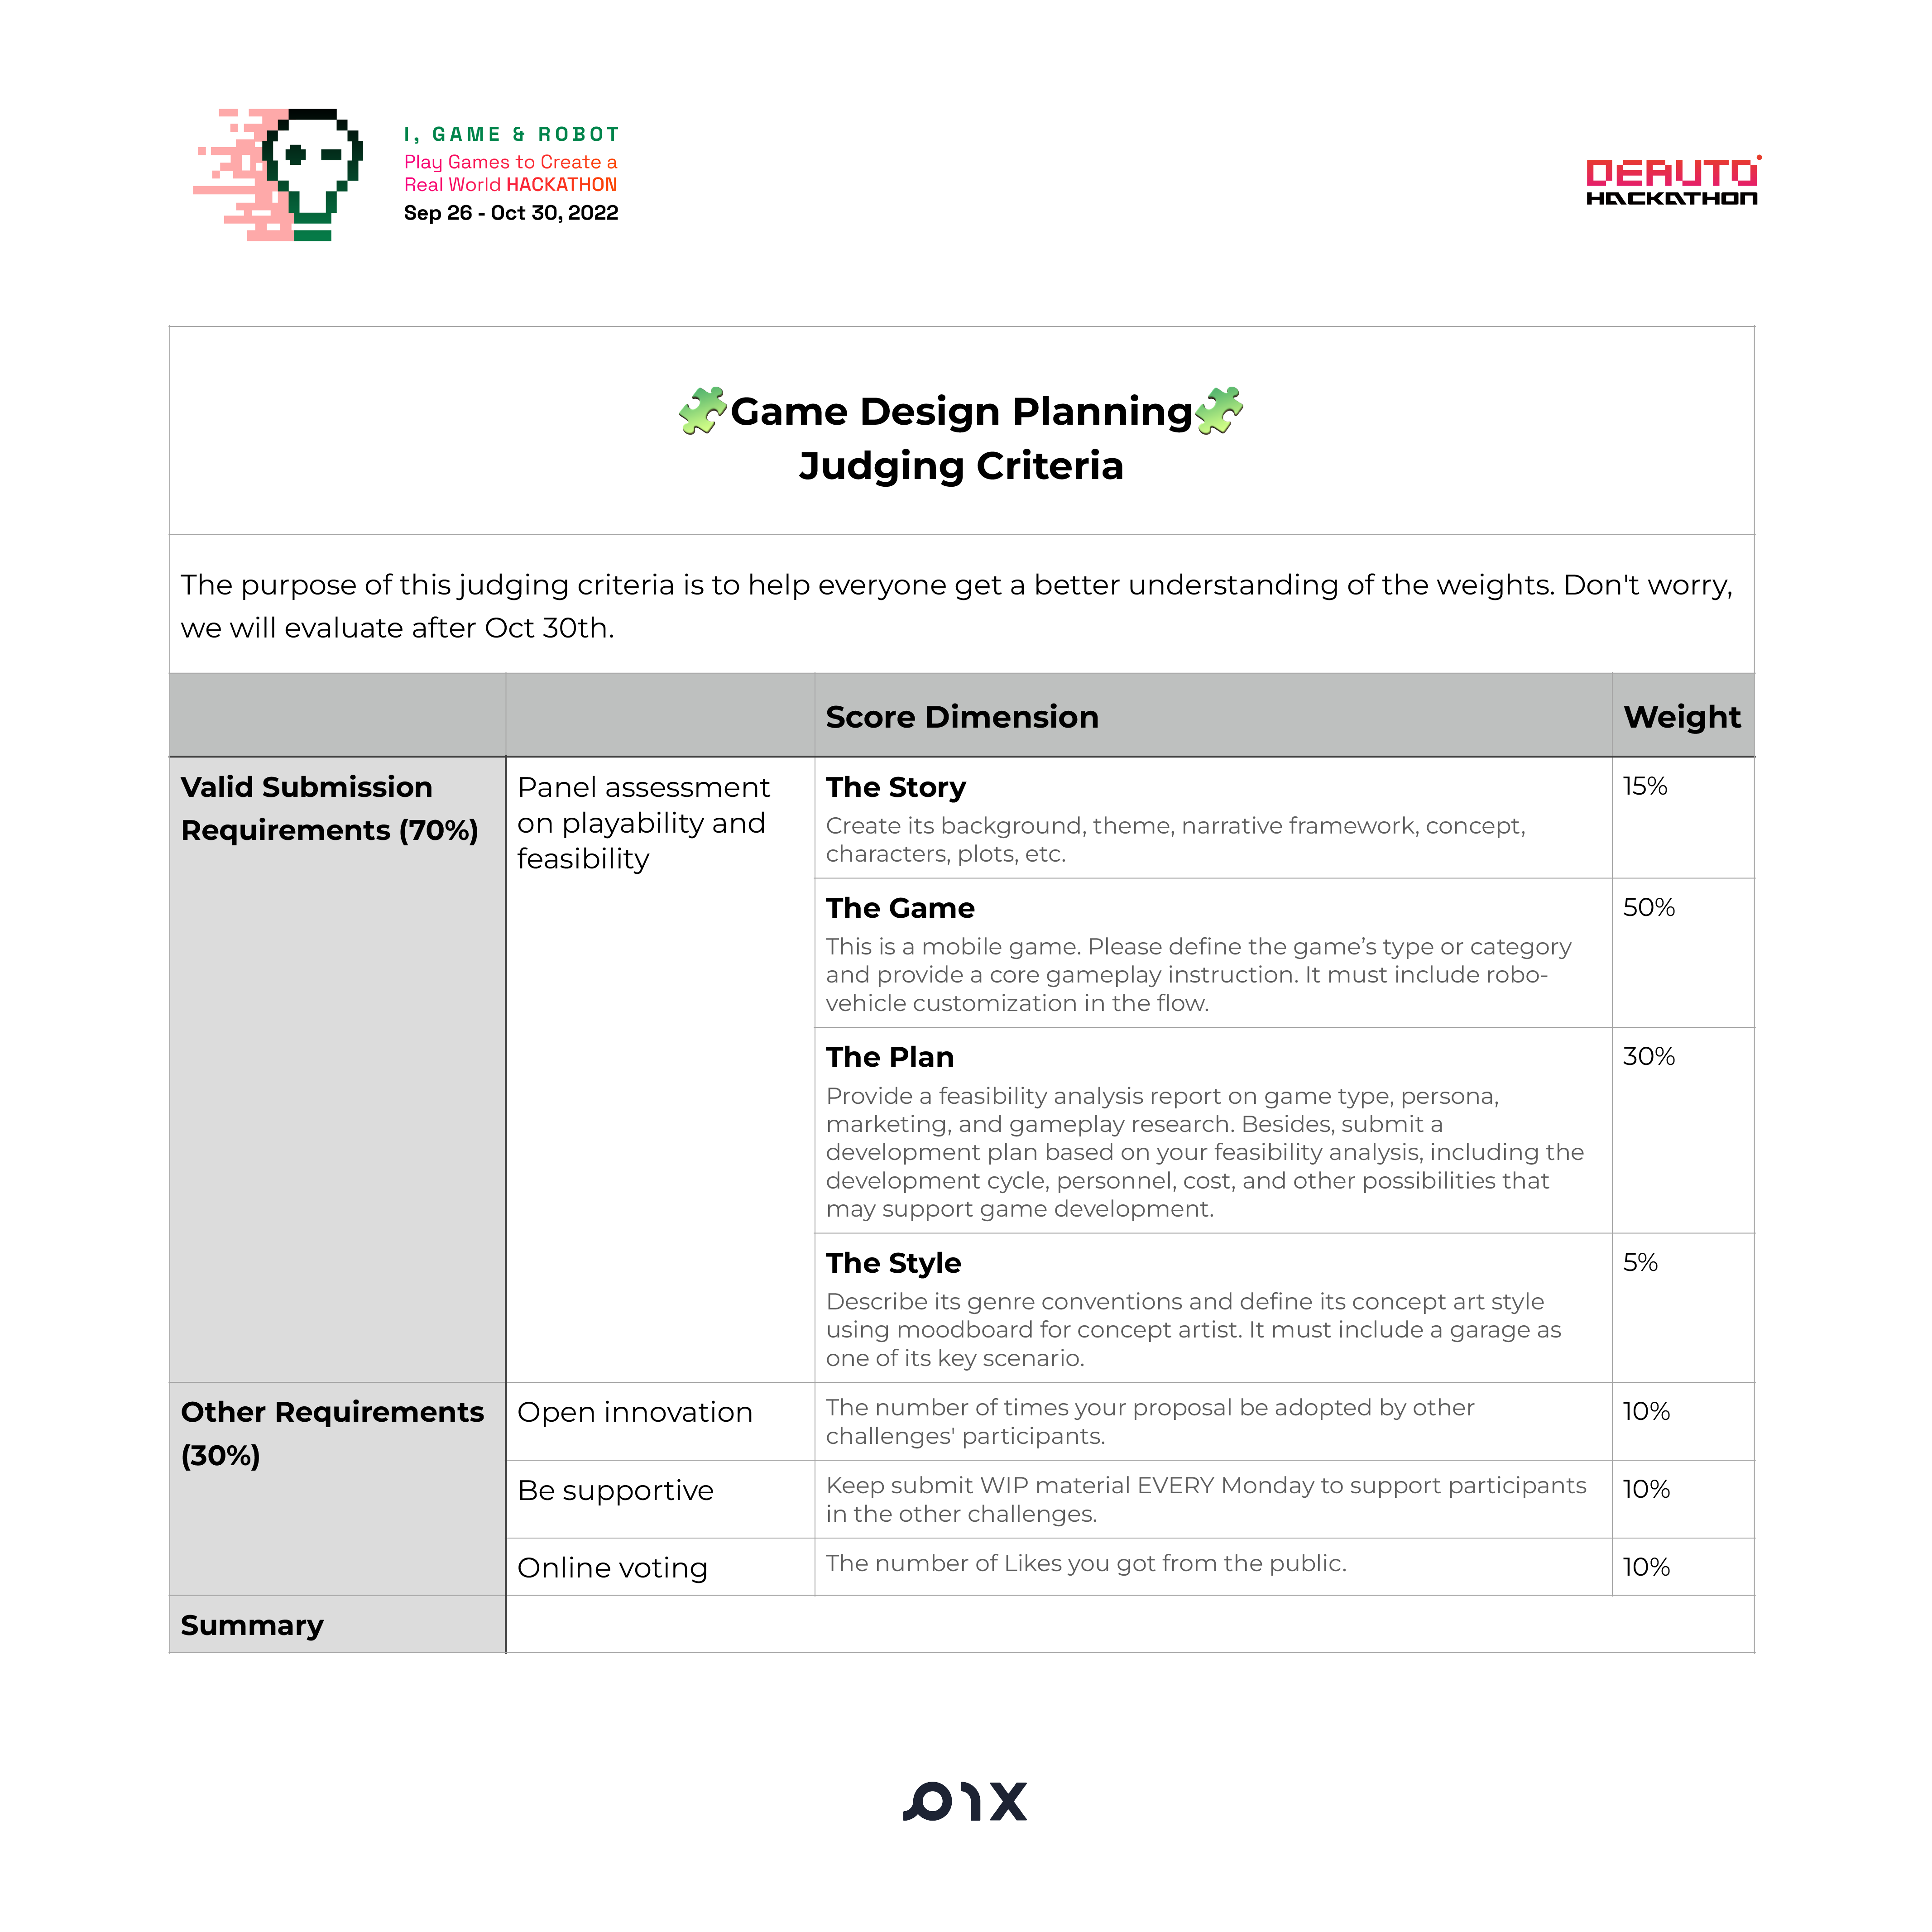 I, GAME & ROBOT
Play Games to Create a
Real World HACKATHON
Sep 26 - Oct 30, 2022
DEAUTO
HACKATHON
Game Design Planning
Judging Criteria
The purpose of this judging criteria is to help everyone get a better understanding of the weights. Don't worry,
we will evaluate after Oct 30th.
Score Dimension
Weight
Valid Submission
Requirements (70%)
Panel assessment
on playability and
feasibility
The Story
15%
Create its background, theme, narrative framework, concept,
characters, plots, etc.
The Game
50%
This is a mobile game. Please define the game’s type or category
and provide a core gameplay instruction. It must include robo-
vehicle customization in the flow.
The Plan
30%
Provide a feasibility analysis report on game type, persona,
marketing, and gameplay research. Besides, submit a
development plan based on your feasibility analysis, including the
development cycle, personnel, cost, and other possibilities that
may support game development.
The Style
5%
Describe its genre conventions and define its concept art style
using moodboard for concept artist. It must include a garage as
one of its key scenario.
Other Requirements
(30%)
Open innovation
The number of times your proposal be adopted by other
challenges' participants.
10%
Be supportive
Keep submit WIP material EVERY Monday to support participants
in the other challenges.
10%
Online voting
The number of Likes you got from the public.
10%
Summary
pix